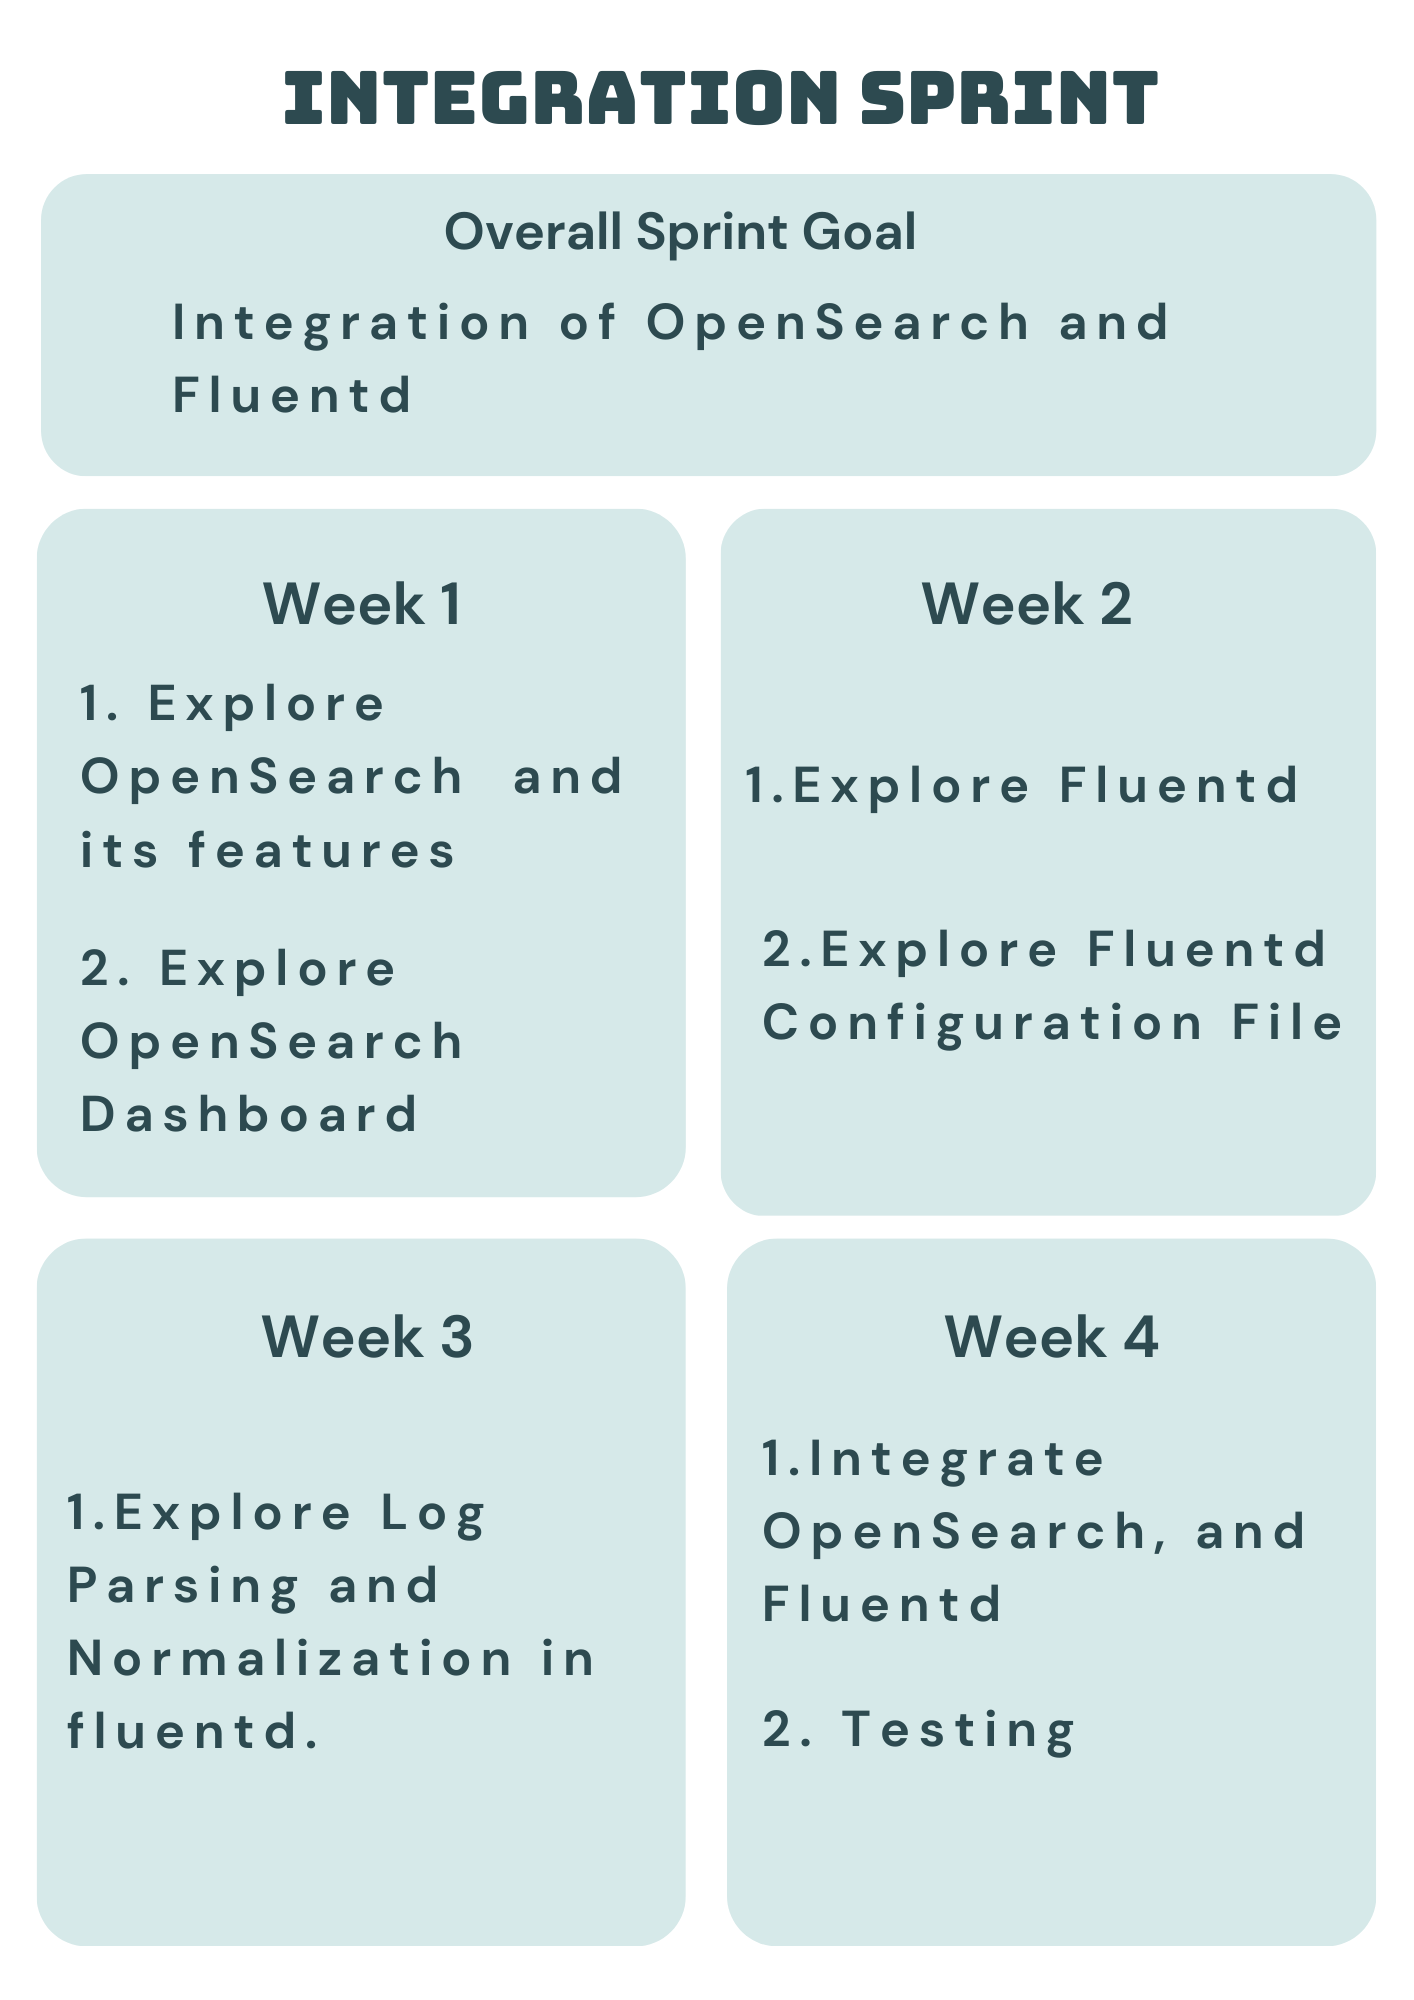 INTEGRATION SPRINT
Overall Sprint Goal
Integration of OpenSearch and
Fluentd
Week 1
1. Explore
OpenSearch and
its features
2. Explore
OpenSearch
Dashboard
Week 2
1.Explore Fluentd
2.Explore Fluentd
Configuration File
Week 3
1.Explore Log
Parsing and
Normalization in
fluentd.
Week 4
1.Integrate
OpenSearch, and
Fluentd
2. Testing